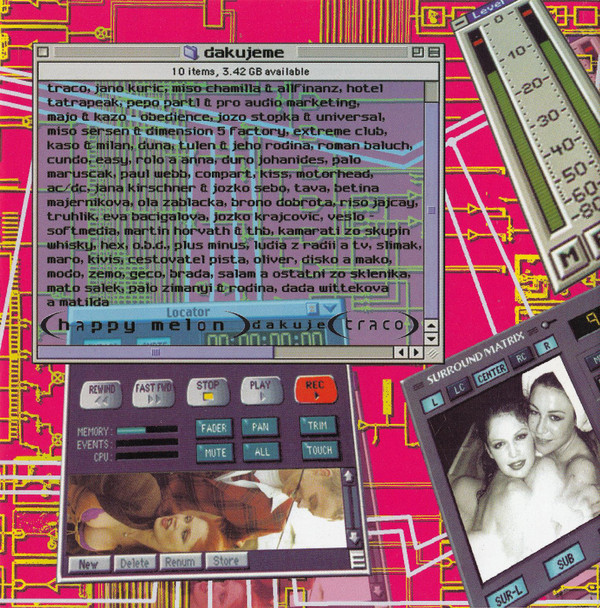 Level
0
10
-20
-30
-40
-50
-60
-80
M
dakujeme
10 items, 3.42 GB available
traco, jano kuric, miso chamilla & allfinanz, hotel
tatrapeak, pepo part1 & pro audio marketing,
majo & kazo - obedience, jozo stopka & universal,
miso sersen & dimension 5 factory, extreme club,
kaso & milan, duna, tulen & jeho rodina, roman baluch,
cundo, easy, rolo a anna, duro johanides, palo
maruscak, paul webb, compart, kiss, motorhead,
ac/dc, jana kirschner & jozko sebo, tava, betina
majernikova, ola zablacka, brono dobrota, riso jajcay,
truhlik, eva bacigalova, jozko krajcovic, veslo
softmedia, martin horvath & thb, kamarati zo skupin
whisky, hex, o.b.d., plus minus, ludia z radii a tv, slimak,
maro, kivis, cestovatel pista, oliver, disko a mako,
modo, zemo, geco, brada, salam a ostatni zo sklenika,
mato salek, palo zimanyi & rodina, dada wittekova
a matilda
Locator
(happy melon) dakuje (traco)
00:00:00:00
REWIND
FAST FWD
STOP
PLAY
REC
MEMORY:
EVENTS:
CPU:
FADER
PAN
TRIM
MUTE
ALL
TOUCH
New
Delete
Renum
Store
SURROUND MATRIX
L
LC
CENTER
RC
R
SUR-L
SUB